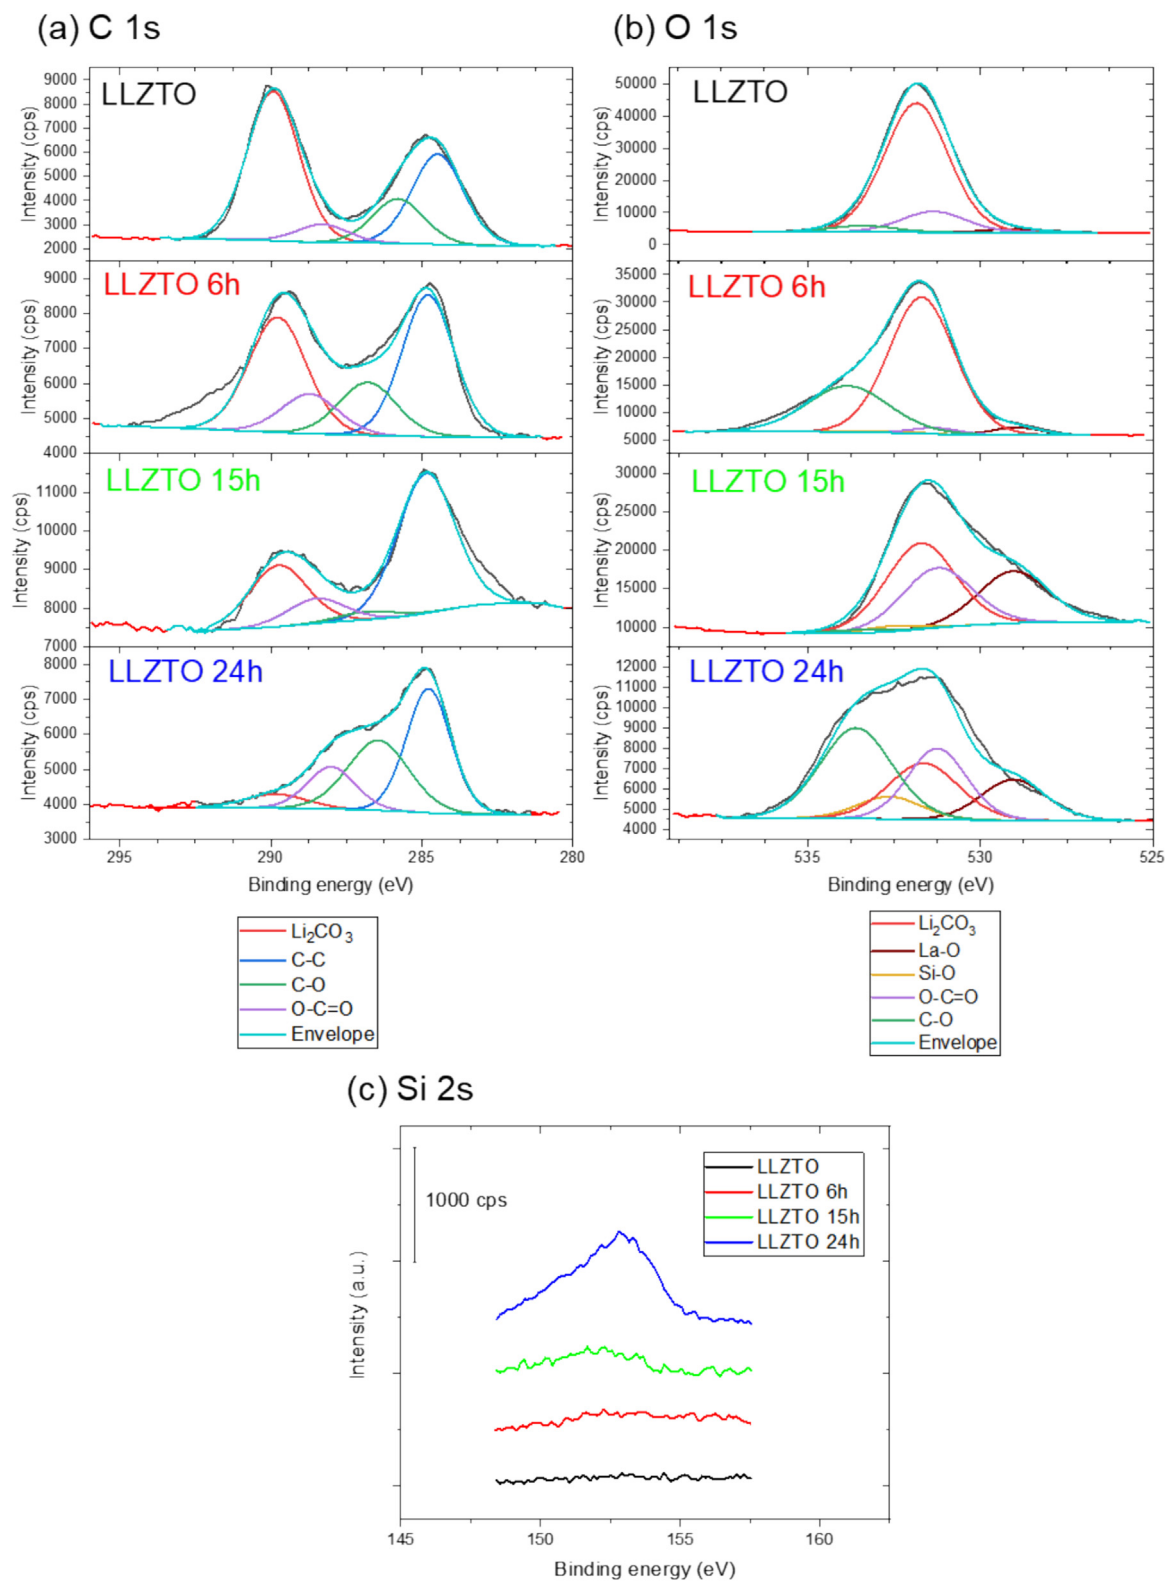 (a) C 1s
LLZTO
Intensity (cps)
9000
8000
7000
6000
5000
4000
3000
2000
LLZTO 6h
Intensity (cps)
9000
8000
7000
6000
5000
4000
LLZTO 15h
Intensity (cps)
11000
10000
9000
8000
7000
LLZTO 24h
Intensity (cps)
8000
7000
6000
5000
4000
3000
295 290 285 280
Binding energy (eV)
Li₂CO₃
C-C
C-O
O-C=O
Envelope
(b) O 1s
LLZTO
Intensity (cps)
50000
40000
30000
20000
10000
0
LLZTO 6h
Intensity (cps)
35000
30000
25000
20000
15000
10000
5000
LLZTO 15h
Intensity (cps)
30000
20000
15000
10000
LLZTO 24h
Intensity (cps)
12000
11000
10000
8000
7000
6000
5000
4000
535 530 525
Binding energy (eV)
Li₂CO₃
La-O
Si-O
O-C=O
C-O
Envelope
(c) Si 2s
1000 cps
LLZTO
LLZTO 6h
LLZTO 15h
LLZTO 24h
Intensity (a.u.)
145 150 155 160
Binding energy (eV)